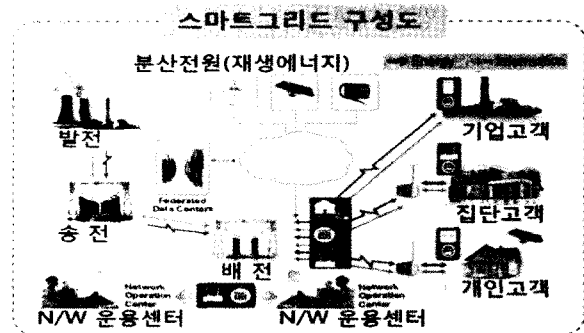 스마트그리드 구성도
분산전원(재생에너지)
Energy Information
발전
기업고객
Federated
Data Centers
송 전
배 전
집단고객
개인고객
Network
Operation
Center
N/W 운용센터
Network
Operation
Center
N/W 운용센터